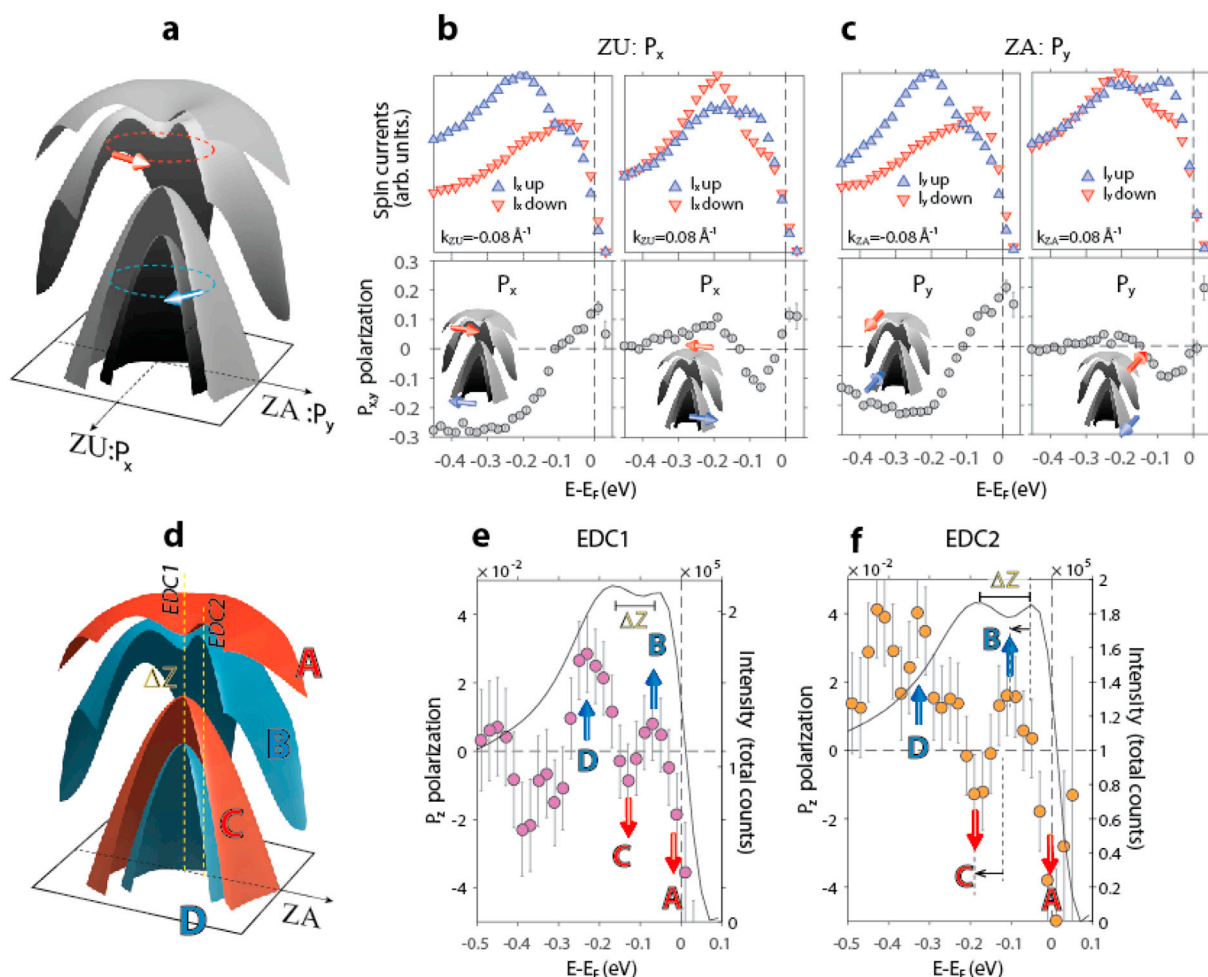 a
ZA :Py
ZU:Px
b
ZU: Px
Spin currents
(arb. units.)
Ix up
Ix down
kZU=-0.08 Å-1
Ix up
Ix down
kZU=0.08 Å-1
Px,y polarization
0.3
0.2
0.1
0
-0.1
-0.2
-0.3
Px
Px
-0.4 -0.3 -0.2 -0.1 0
-0.4 -0.3 -0.2 -0.1 0
E-EF(eV)
c
ZA: Py
Iy up
Iy down
kZA=-0.08 Å-1
Iy up
Iy down
kZA=0.08 Å-1
Py
Py
-0.4 -0.3 -0.2 -0.1 0
-0.4 -0.3 -0.2 -0.1 0
E-EF(eV)
d
EDC1
EDC2
ΔZ
A
B
C
D
ZA
e
EDC1
× 10-2
× 105
ΔZ
B
D
C
A
Pz polarization
4
2
0
-2
-4
Intensity (total counts)
2
1
0
-0.5 -0.4 -0.3 -0.2 -0.1 0 0.1
E-EF(eV)
f
EDC2
× 10-2
× 105
ΔZ
B
D
C
A
Pz polarization
4
2
0
-2
-4
Intensity (total counts)
2
1.8
1.6
1.4
1.2
1
0.8
0.6
0.4
0.2
0
-0.5 -0.4 -0.3 -0.2 -0.1 0 0.1
E-EF(eV)